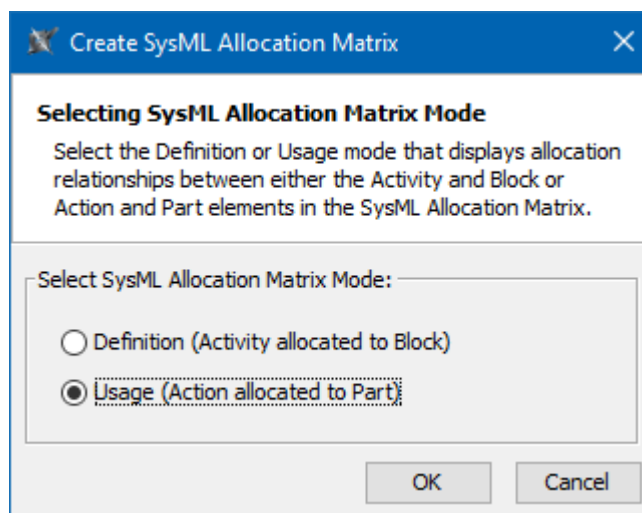 Create SysML Allocation Matrix
Selecting SysML Allocation Matrix Mode
Select the Definition or Usage mode that displays allocation
relationships between either the Activity and Block or
Action and Part elements in the SysML Allocation Matrix.
Select SysML Allocation Matrix Mode:
Definition (Activity allocated to Block)
Usage (Action allocated to Part)
OK Cancel